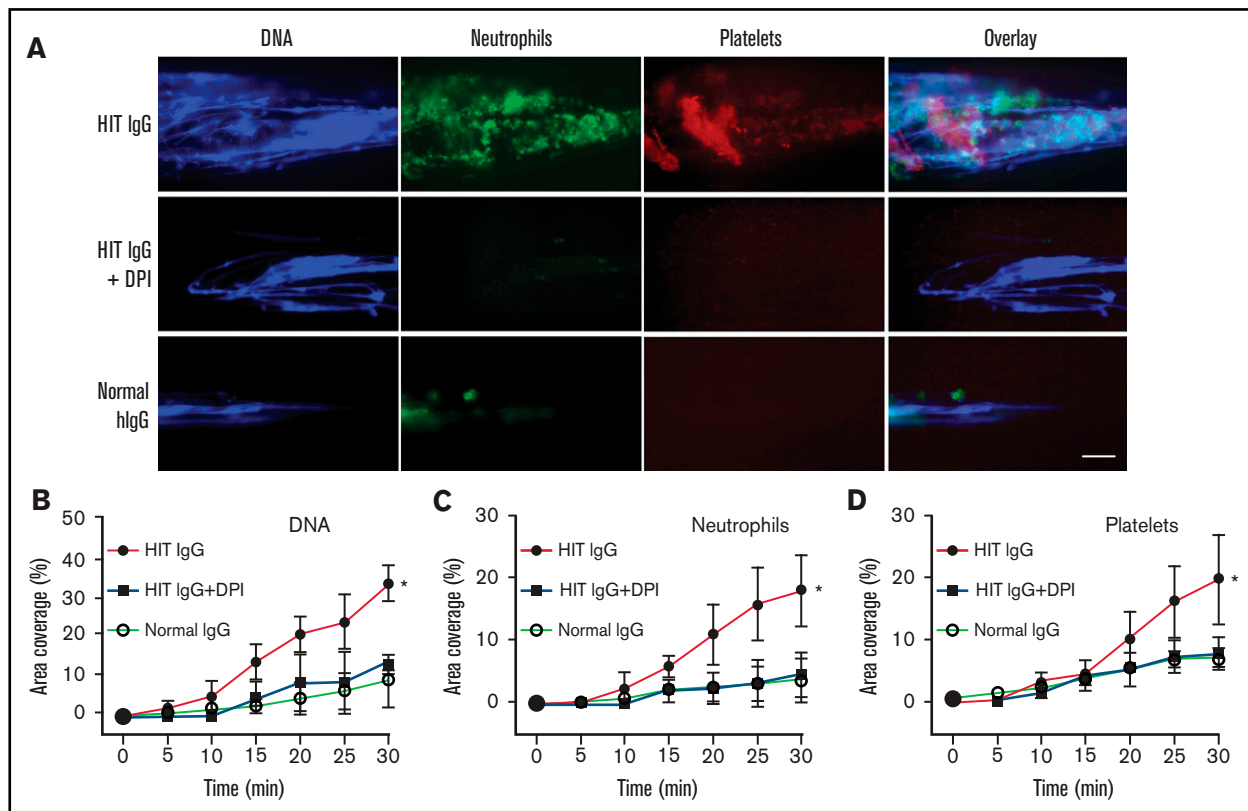 A
DNA Neutrophils Platelets Overlay
HIT IgG
HIT IgG
+ DPI
Normal
hIgG
B
DNA
50
40
30
20
10
0
Area coverage (%)
HIT IgG
HIT IgG+DPI
Normal IgG
*
0 5 10 15 20 25 30
Time (min)
C
Neutrophils
30
20
10
0
Area coverage (%)
HIT IgG
HIT IgG+DPI
Normal IgG
*
0 5 10 15 20 25 30
Time (min)
D
Platelets
30
20
10
0
Area coverage (%)
HIT IgG
HIT IgG+DPI
Normal IgG
*
0 5 10 15 20 25 30
Time (min)